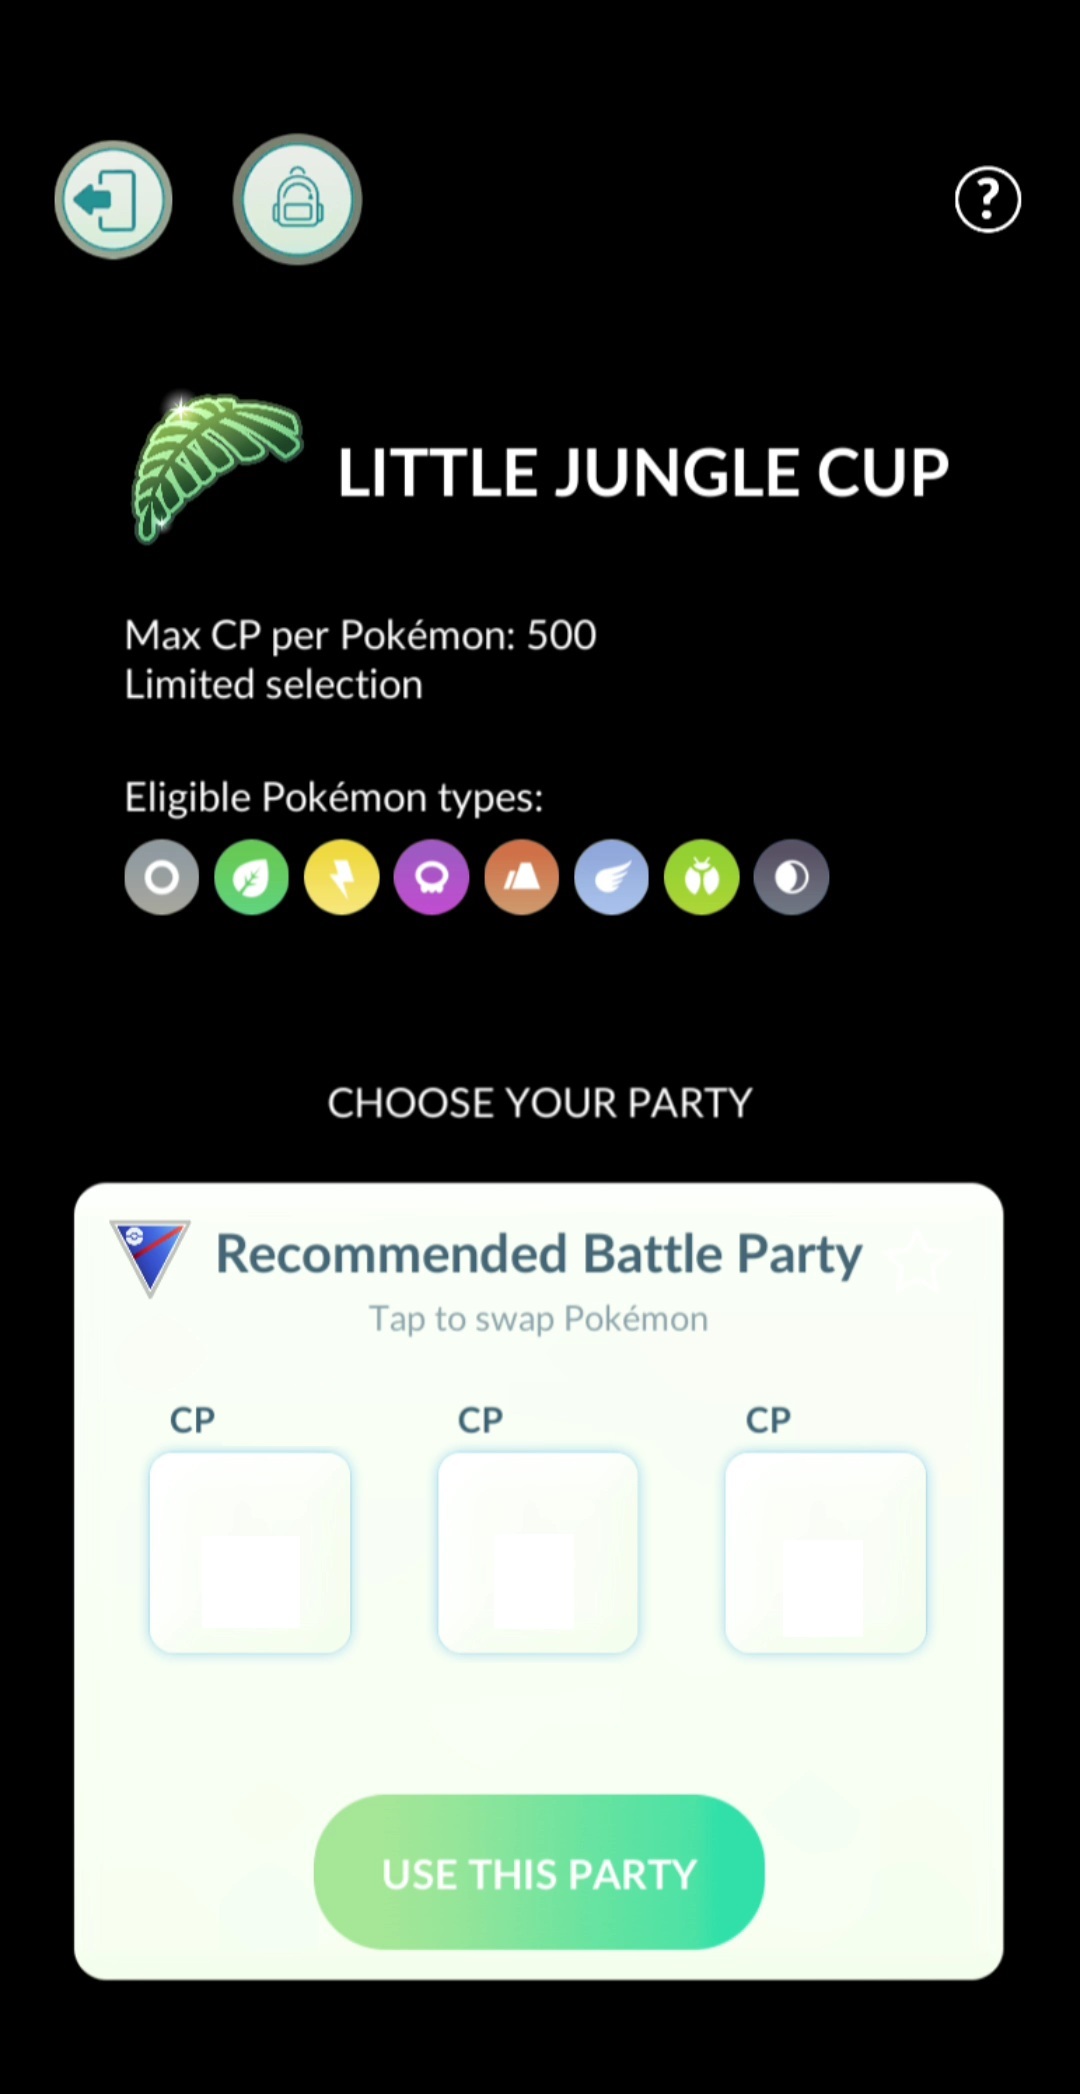 ?
LITTLE JUNGLE CUP
Max CP per Pokémon: 500
Limited selection
Eligible Pokémon types:
CHOOSE YOUR PARTY
Recommended Battle Party
Tap to swap Pokémon
CP CP CP
USE THIS PARTY